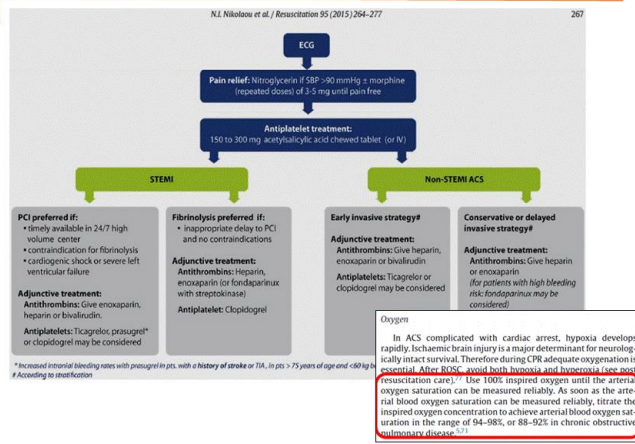 N.I. Nikolaou et al. / Resuscitation 95 (2015) 264–277
267
ECG
Pain relief: Nitroglycerin if SBP >90 mmHg ± morphine
(repeated doses) of 3-5 mg until pain free
Antiplatelet treatment:
150 to 300 mg acetylsalicylic acid chewed tablet (or IV)
STEMI
Non-STEMI ACS
PCI preferred if:
• timely available in 24/7 high
volume center
• contraindication for fibrinolysis
• cardiogenic shock or severe left
ventricular failure
Adjunctive treatment:
Antithrombins: Give enoxaparin,
heparin or bivalirudin.
Antiplatelets: Ticagrelor, prasugrel*
or clopidogrel may be considered
Fibrinolysis preferred if:
• inappropriate delay to PCI
and no contraindications
Adjunctive treatment:
Antithrombins: Heparin,
enoxaparin (or fondaparinux
with streptokinase)
Antiplatelet: Clopidogrel
Early invasive strategy#
Adjunctive treatment:
Antithrombins: Give heparin,
enoxaparin or bivalirudin
Antiplatelets: Ticagrelor or
clopidogrel may be considered
Conservative or delayed
invasive strategy#
Adjunctive treatment:
Antithrombins: Give heparin
or enoxaparin
(for patients with high bleeding
risk: fondaparinux may be
considered)
* Increased intranial bleeding rates with prasugrel in pts. with a history of stroke or TIA, in pts > 75 years of age and <60 kg
# According to stratification
Oxygen
In ACS complicated with cardiac arrest, hypoxia develops
rapidly. Ischaemic brain injury is a major determinant for neurolog-
ically intact survival. Therefore during CPR adequate oxygenation is
essential. After ROSC, avoid both hypoxia and hyperoxia (see post
resuscitation care).71 Use 100% inspired oxygen until the arterial
oxygen saturation can be measured reliably. As soon as the arte-
rial blood oxygen saturation can be measured reliably, titrate the
inspired oxygen concentration to achieve arterial blood oxygen sat-
uration in the range of 94–98%, or 88–92% in chronic obstructive
pulmonary disease.5,71